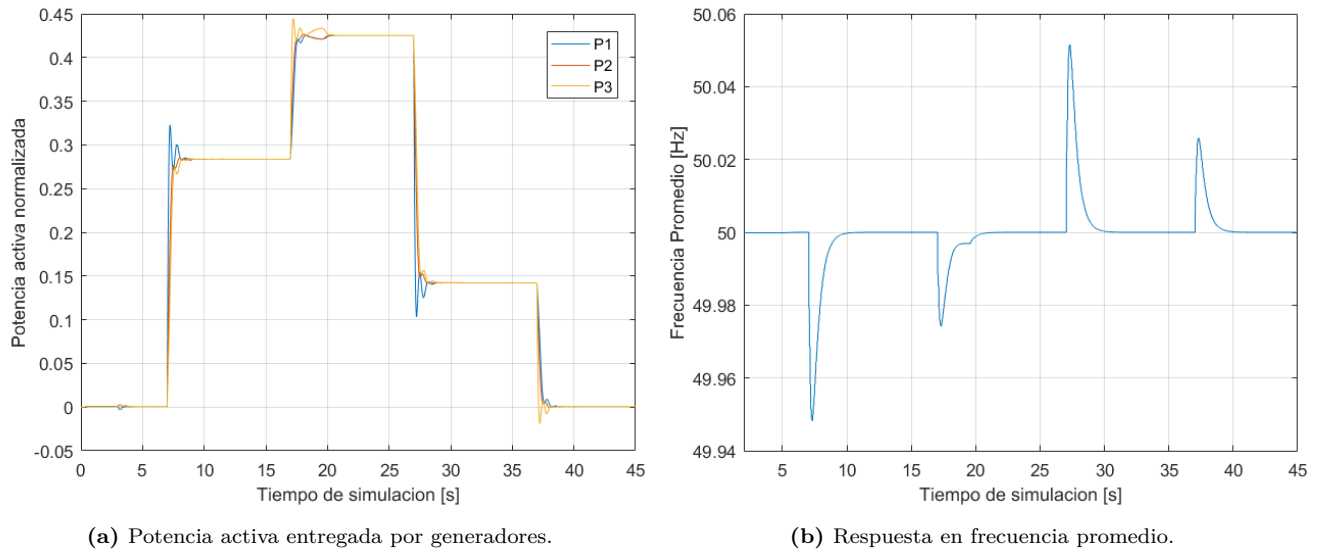 0.45
0.4
0.35
0.3
0.25
0.2
0.15
0.1
0.05
0
-0.05
Potencia activa normalizada
0 5 10 15 20 25 30 35 40 45
Tiempo de simulacion [s]
P1
P2
P3
(a) Potencia activa entregada por generadores.
50.06
50.04
50.02
50
49.98
49.96
49.94
Frecuencia Promedio [Hz]
5 10 15 20 25 30 35 40 45
Tiempo de simulacion [s]
(b) Respuesta en frecuencia promedio.